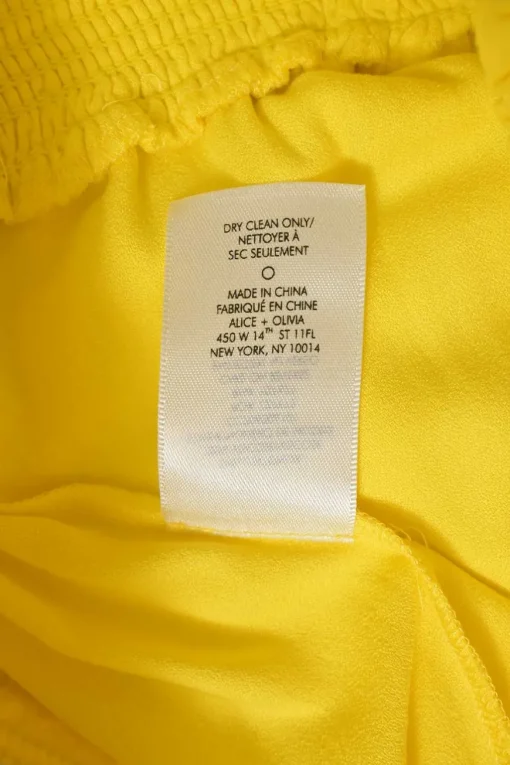 DRY CLEAN ONLY/
NETTOYER À
SEC SEULEMENT
MADE IN CHINA
FABRIQUÉ EN CHINE
ALICE + OLIVIA
450 W 14TH ST 11FL
NEW YORK, NY 10014